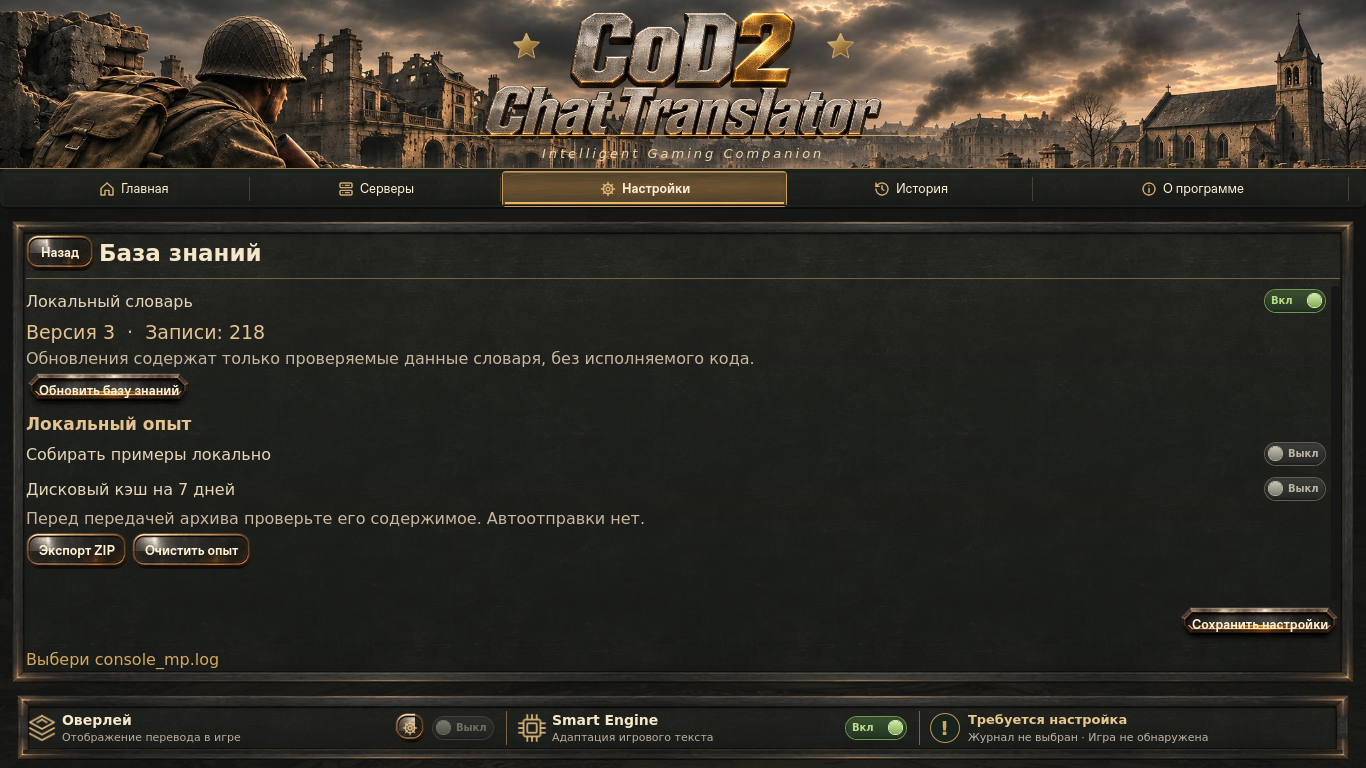 CoD2
Chat Translator
Intelligent Gaming Companion
Главная
Серверы
Настройки
История
О программе
Назад
База знаний
Локальный словарь
Вкл
Версия 3 · Записи: 218
Обновления содержат только проверяемые данные словаря, без исполняемого кода.
Обновить базу знаний
Локальный опыт
Собирать примеры локально
Выкл
Дисковый кэш на 7 дней
Выкл
Перед передачей архива проверьте его содержимое. Автоотправки нет.
Экспорт ZIP
Очистить опыт
Сохранить настройки
Выбери console_mp.log
Оверлей
Отображение перевода в игре
Выкл
Smart Engine
Адаптация игрового текста
Вкл
Требуется настройка
Журнал не выбран · Игра не обнаружена